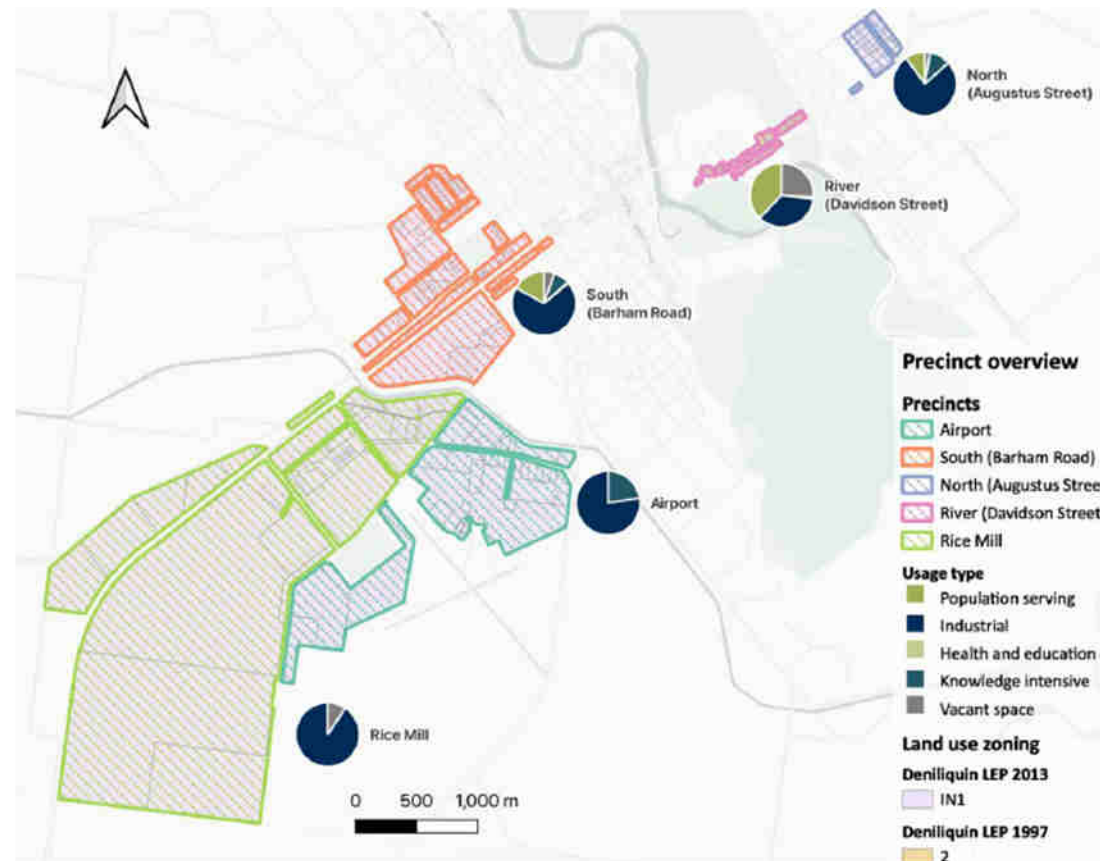 North
(Augustus Street)
River
(Davidson Street)
South
(Barham Road)
Airport
Rice Mill
0 500 1,000 m
Precinct overview
Precincts
Airport
South (Barham Road)
North (Augustus Stree
River (Davidson Street
Rice Mill
Usage type
Population serving
Industrial
Health and education
Knowledge intensive
Vacant space
Land use zoning
Deniliquin LEP 2013
IN1
Deniliquin LEP 1997
2